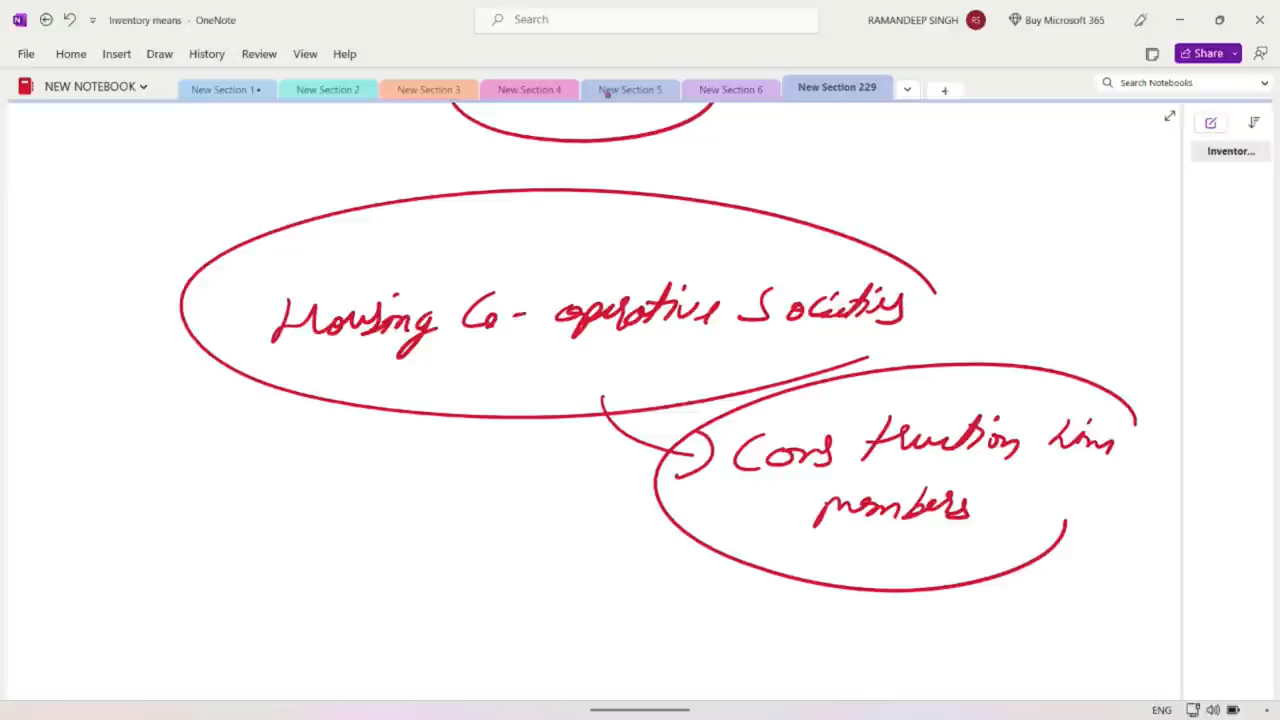 Inventory means - OneNote
Search
RAMANDEEP SINGH RS Buy Microsoft 365
File Home Insert Draw History Review View Help Share
NEW NOTEBOOK New Section 1 New Section 2 New Section 3 New Section 4 New Section 5 New Section 6 New Section 229 + Search Notebooks
Inventor...
Housing Co-operative Societies
Construction
members
ENG